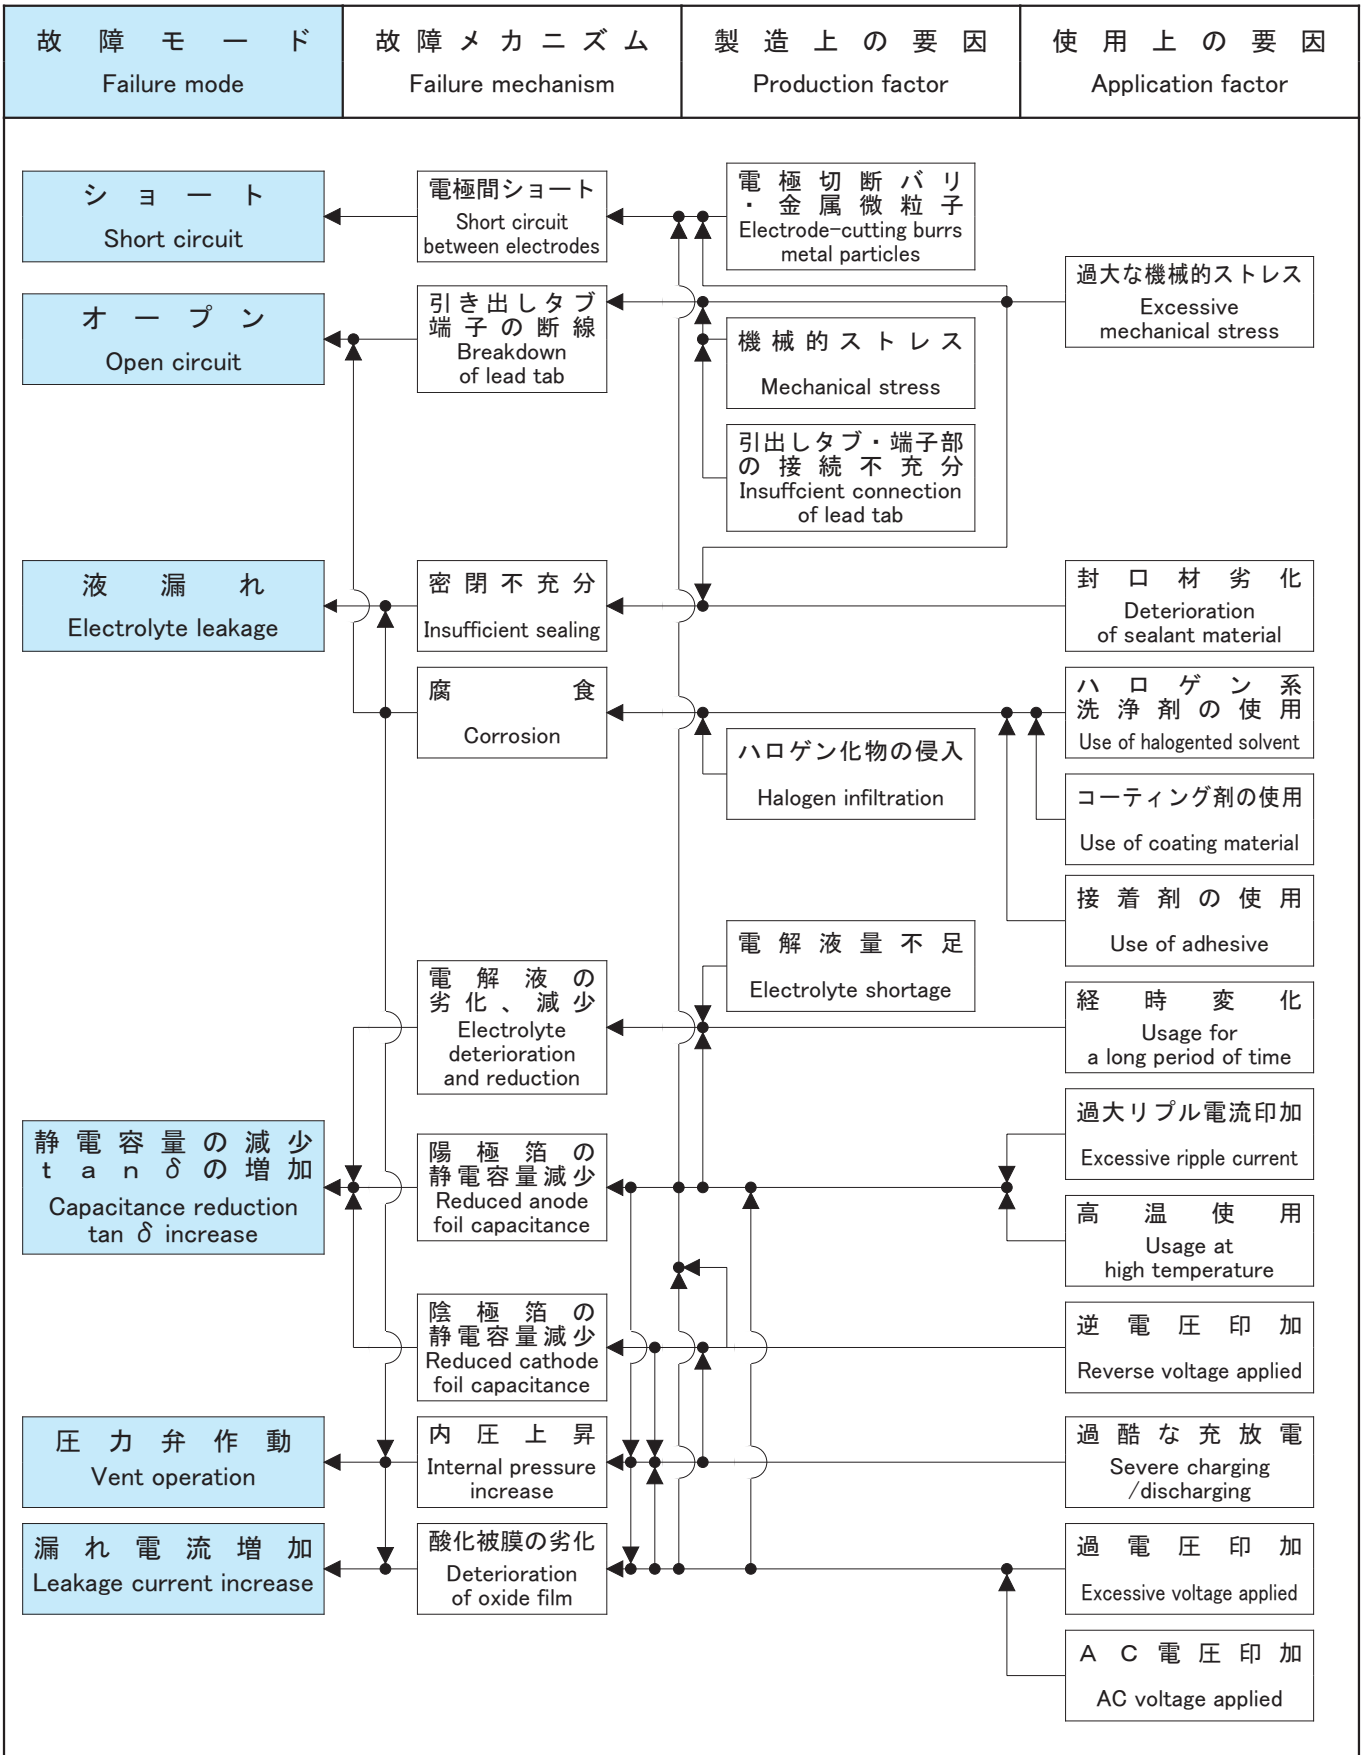 故障モード
Failure mode
故障メカニズム
Failure mechanism
製造上の要因
Production factor
使用上の要因
Application factor
ショート
Short circuit
電極間ショート
Short circuit
between electrodes
電極切断バリ
・金属微粒子
Electrode-cutting burrs
metal particles
過大な機械的ストレス
Excessive
mechanical stress
オープン
Open circuit
引き出しタブ
端子の断線
Breakdown
of lead tab
機械的ストレス
Mechanical stress
引出しタブ・端子部
の接続不充分
Insuffcient connection
of lead tab
液漏れ
Electrolyte leakage
密閉不充分
Insufficient sealing
封口材劣化
Deterioration
of sealant material
腐食
Corrosion
ハロゲン化物の侵入
Halogen infiltration
ハロゲン系
洗浄剤の使用
Use of halogented solvent
コーティング剤の使用
Use of coating material
接着剤の使用
Use of adhesive
電解液量不足
Electrolyte shortage
電解液の
劣化、減少
Electrolyte
deterioration
and reduction
経時変化
Usage for
a long period of time
過大リプル電流印加
Excessive ripple current
静電容量の減少
tanδの増加
Capacitance reduction
tan δ increase
陽極箔の
静電容量減少
Reduced anode
foil capacitance
高温使用
Usage at
high temperature
陰極箔の
静電容量減少
Reduced cathode
foil capacitance
逆電圧印加
Reverse voltage applied
圧力弁作動
Vent operation
内圧上昇
Internal pressure
increase
過酷な充放電
Severe charging
/discharging
漏れ電流増加
Leakage current increase
酸化被膜の劣化
Deterioration
of oxide film
過電圧印加
Excessive voltage applied
AC電圧印加
AC voltage applied